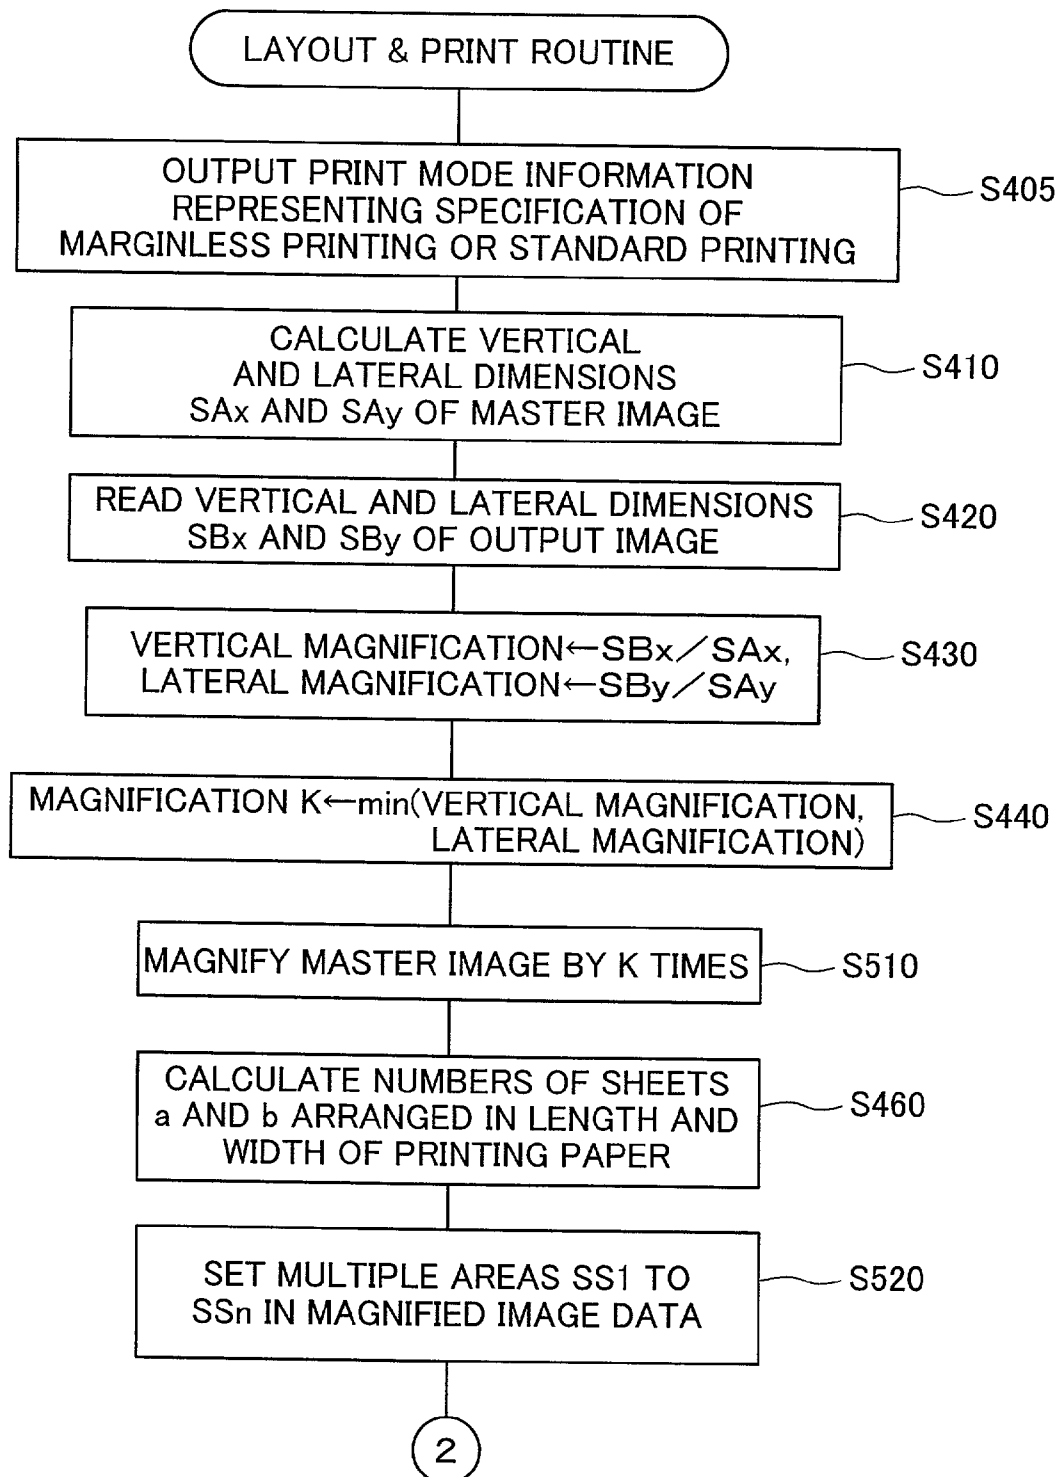 LAYOUT & PRINT ROUTINE
OUTPUT PRINT MODE INFORMATION
REPRESENTING SPECIFICATION OF
MARGINLESS PRINTING OR STANDARD PRINTING
S405
CALCULATE VERTICAL
AND LATERAL DIMENSIONS
SAx AND SAy OF MASTER IMAGE
S410
READ VERTICAL AND LATERAL DIMENSIONS
SBx AND SBy OF OUTPUT IMAGE
S420
VERTICAL MAGNIFICATION←SBx/SAx,
LATERAL MAGNIFICATION←SBy/SAy
S430
MAGNIFICATION K←min(VERTICAL MAGNIFICATION,
LATERAL MAGNIFICATION)
S440
MAGNIFY MASTER IMAGE BY K TIMES
S510
CALCULATE NUMBERS OF SHEETS
a AND b ARRANGED IN LENGTH AND
WIDTH OF PRINTING PAPER
S460
SET MULTIPLE AREAS SS1 TO
SSn IN MAGNIFIED IMAGE DATA
S520
2